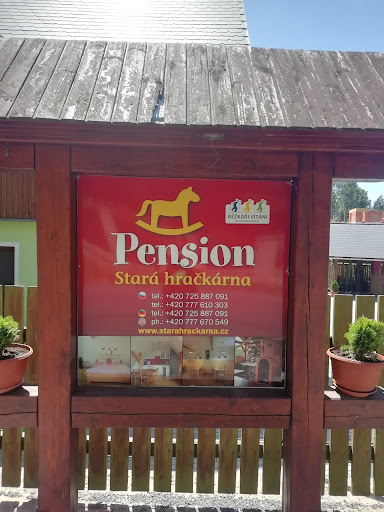 BĚŽKAŘI VÍTÁNI
Pension
Stará hračkárna
tel.: +420 725 887 091
tel.: +420 777 610 303
tel.: +420 725 887 091
ph.: +420 777 670 549
www.starahrackarna.cz